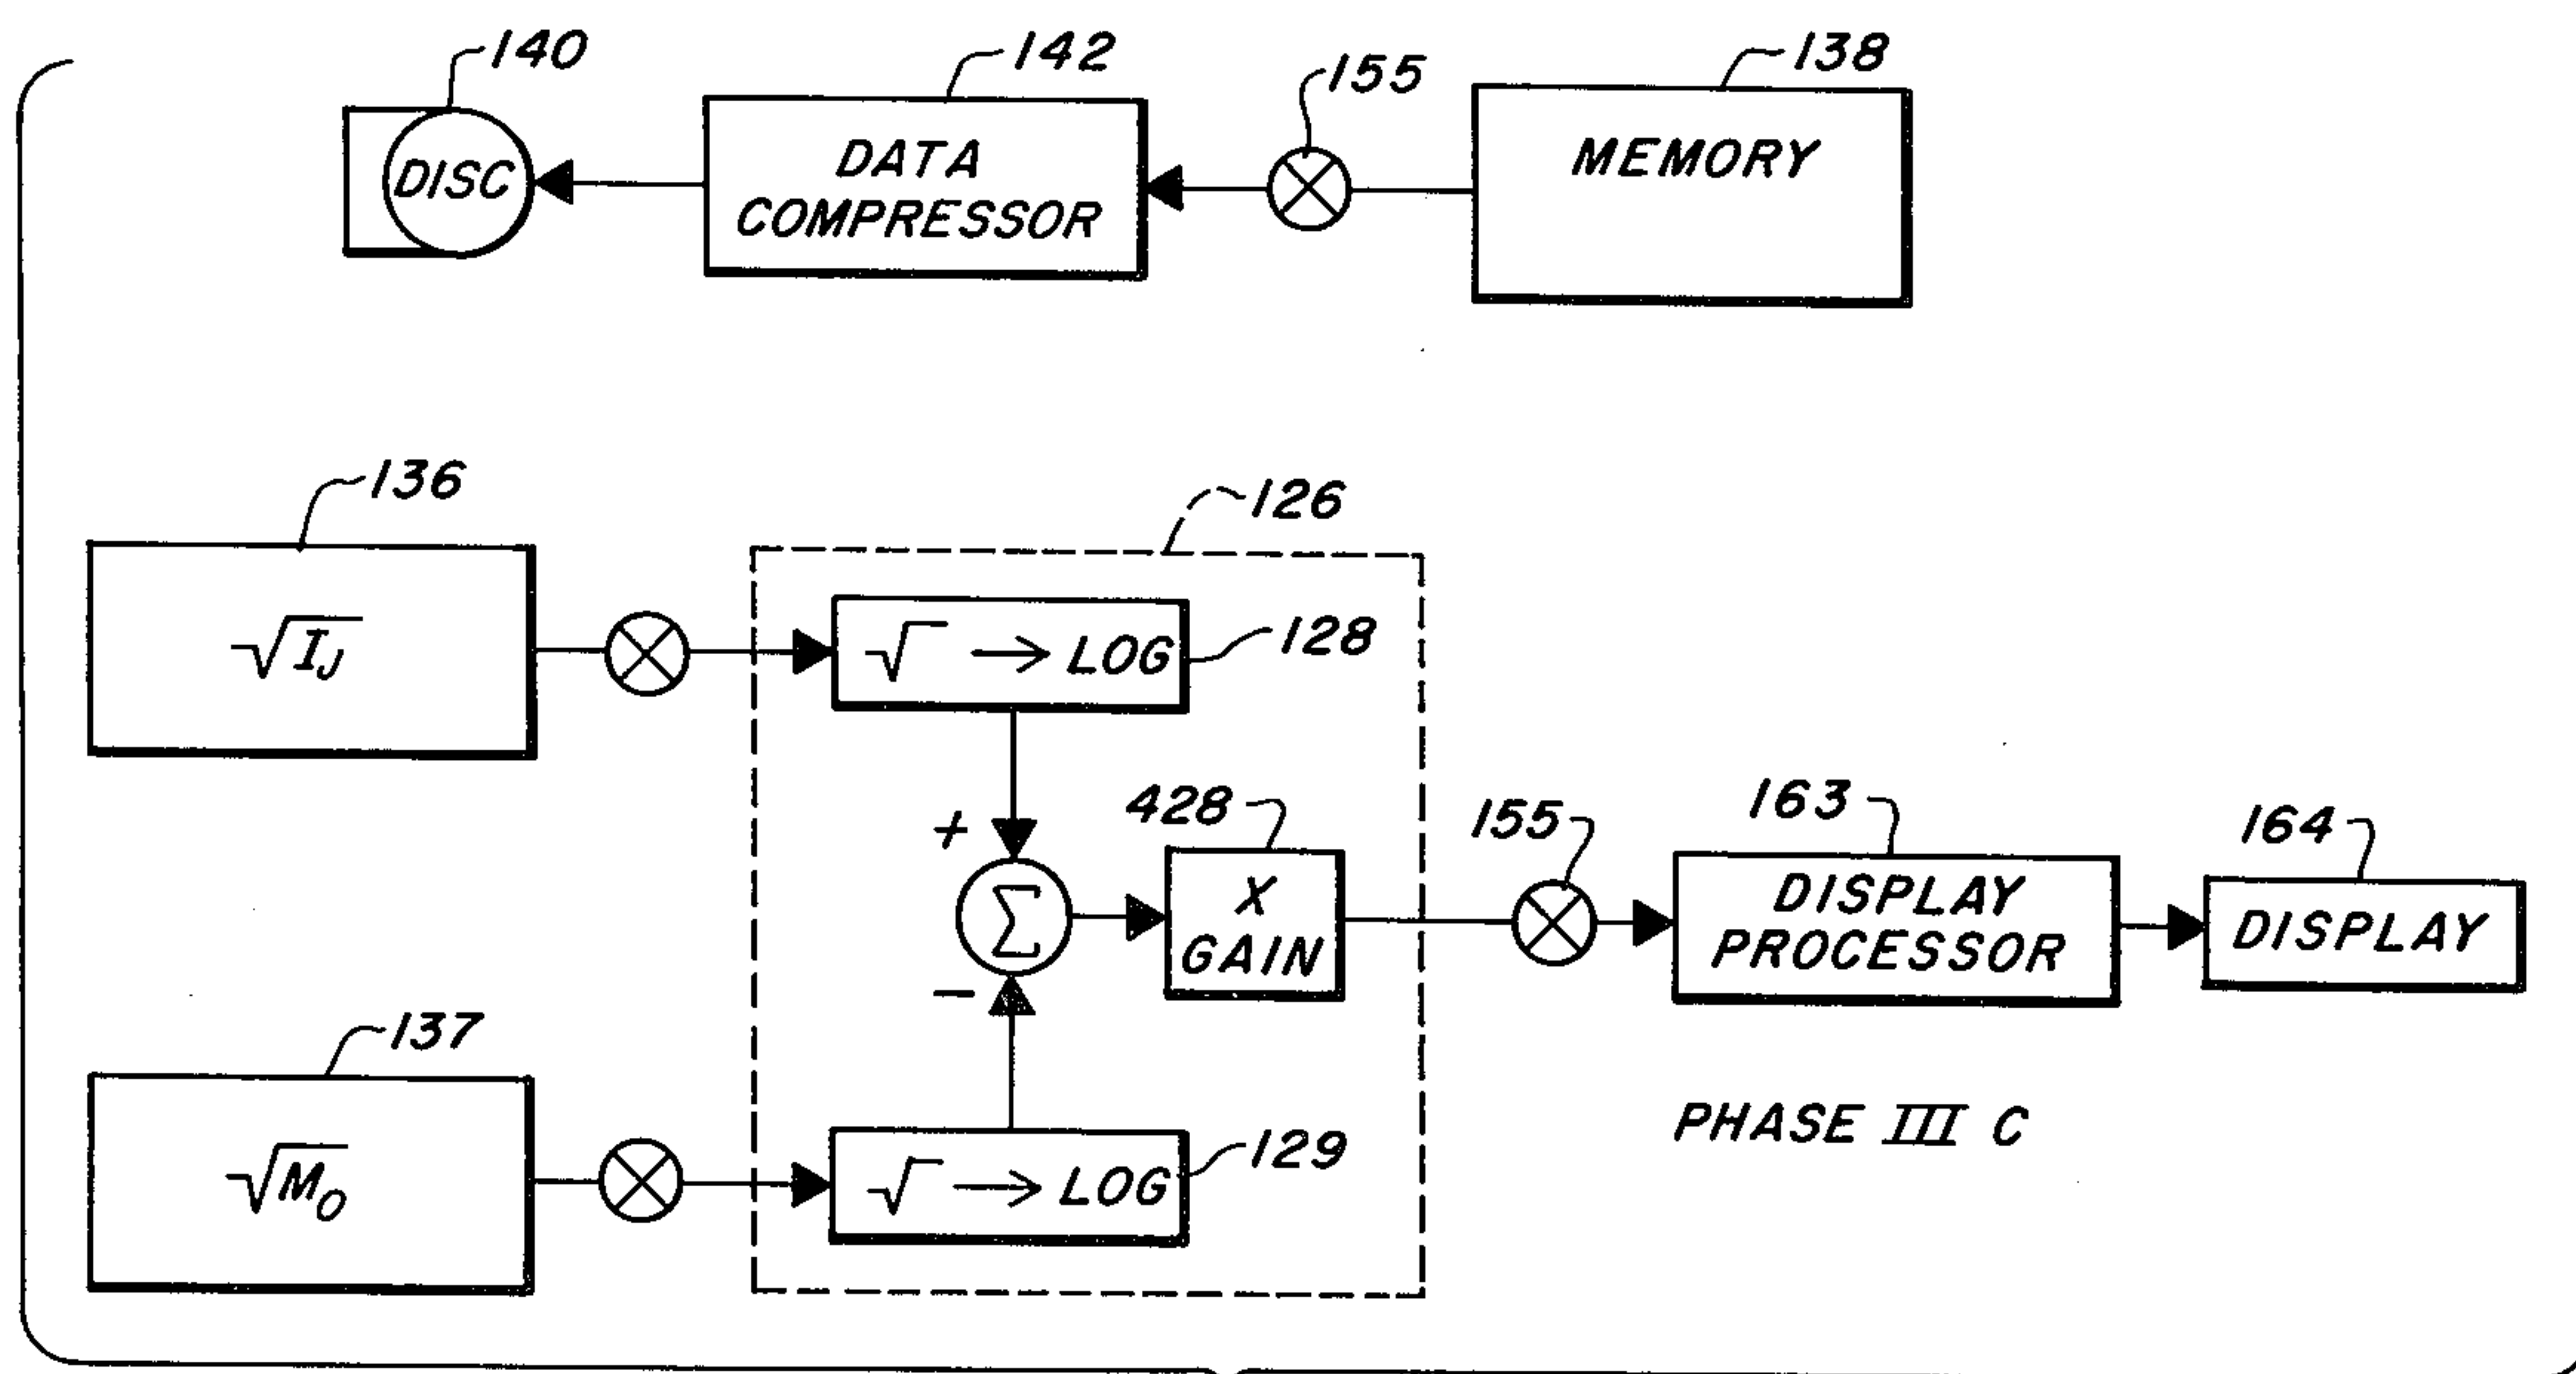 140
142
155
138
DISC
DATA
COMPRESSOR
MEMORY
136
126
√I_J
√ → LOG
128
+
428
155
163
164
Σ
X
GAIN
DISPLAY
PROCESSOR
DISPLAY
−
137
PHASE III C
129
√M_O
√ → LOG